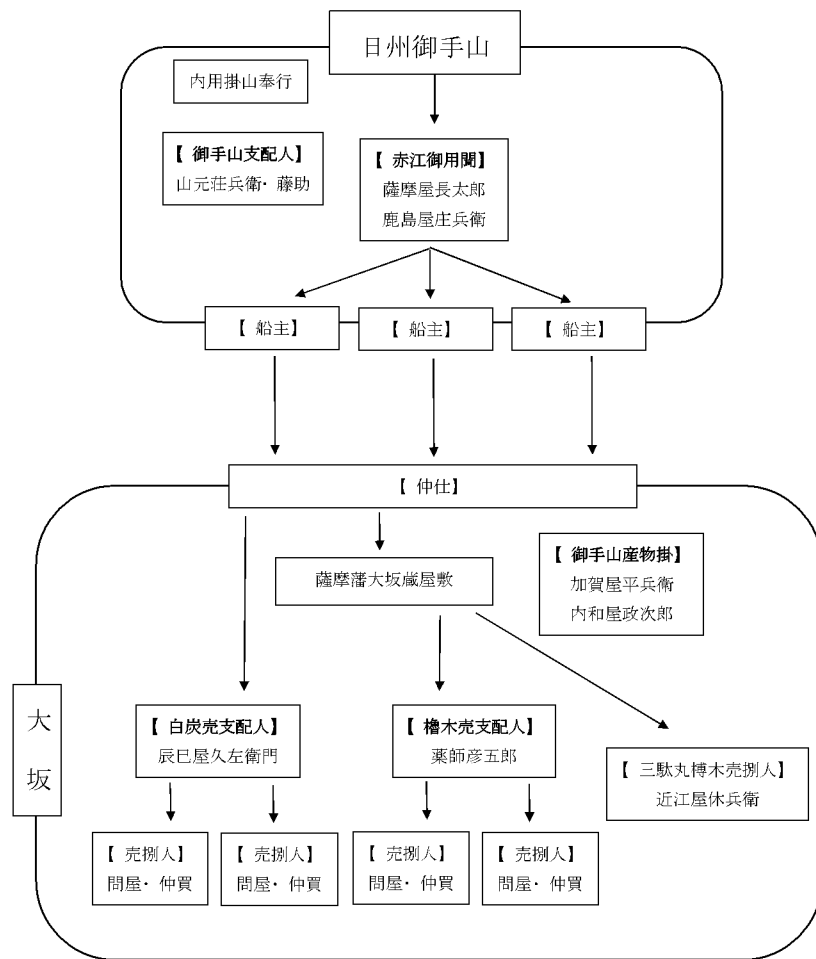 日州御手山
内用掛山奉行
【 御手山支配人】
山元荘兵衛・藤助
【 赤江御用聞】
薩摩屋長太郎
鹿島屋庄兵衛
【 船主】
【 船主】
【 船主】
【 仲仕】
薩摩藩大坂蔵屋敷
【 御手山産物掛】
加賀屋平兵衛
内和屋政次郎
大坂
【 白炭売支配人】
辰巳屋久左衛門
【 擓木売支配人】
薬師彦五郎
【 三駄丸榑木売捌人】
近江屋休兵衛
【 売捌人】
問屋・仲買
【 売捌人】
問屋・仲買
【 売捌人】
問屋・仲買
【 売捌人】
問屋・仲買